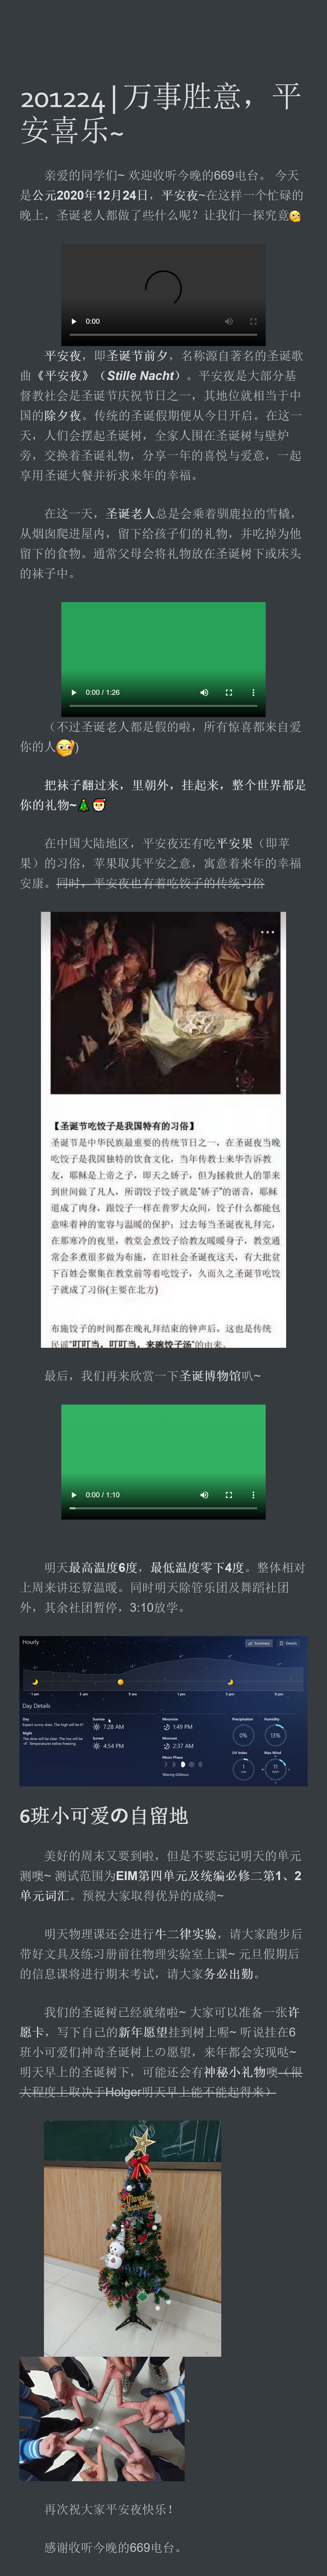 201224 | 万事胜意，平
安喜乐~
亲爱的同学们~ 欢迎收听今晚的669电台。 今天
是公元2020年12月24日，平安夜~在这样一个忙碌的
晚上，圣诞老人都做了些什么呢？让我们一探究竟🧐
0:00
平安夜，即圣诞节前夕，名称源自著名的圣诞歌
曲《平安夜》（Stille Nacht）。平安夜是大部分基
督教社会是圣诞节庆祝节日之一，其地位就相当于中
国的除夕夜。传统的圣诞假期便从今日开启。在这一
天，人们会摆起圣诞树，全家人围在圣诞树与壁炉
旁，交换着圣诞礼物，分享一年的喜悦与爱意，一起
享用圣诞大餐并祈求来年的幸福。
在这一天，圣诞老人总是会乘着驯鹿拉的雪橇，
从烟囱爬进屋内，留下给孩子们的礼物，并吃掉为他
留下的食物。通常父母会将礼物放在圣诞树下或床头
的袜子中。
0:00 / 1:26
（不过圣诞老人都是假的啦，所有惊喜都来自爱
你的人🧐)
把袜子翻过来，里朝外，挂起来，整个世界都是
你的礼物~🎄🎅
在中国大陆地区，平安夜还有吃平安果（即苹
果）的习俗，苹果取其平安之意，寓意着来年的幸福
安康。同时，平安夜也有着吃饺子的传统习俗
【圣诞节吃饺子是我国特有的习俗】
圣诞节是中华民族最重要的传统节日之一，在圣诞夜当晚
吃饺子是我国独特的饮食文化，当年传教士来华告诉教
友，耶稣是上帝之子，即天之娇子，但为拯救世人的罪来
到世间做了凡人，所谓饺子饺子就是"娇子"的谐音，耶稣
道成了肉身，跟饺子一样在普罗大众间，饺子什么都能包
意味着神的宽容与温暖的保护；过去每当圣诞夜礼拜完，
在那寒冷的夜里，教堂会煮饺子给教友暖暖身子，教堂通
常会多煮很多做为布施，在旧社会圣诞夜这天，有大批贫
下百姓会聚集在教堂前等着吃饺子，久而久之圣诞节吃饺
子就成了习俗(主要在北方)
布施饺子的时间都在晚礼拜结束的钟声后，这也是传统
民谣"叮叮当，叮叮当，来碗饺子汤"的由来。
最后，我们再来欣赏一下圣诞博物馆叭~
0:00 / 1:10
明天最高温度6度，最低温度零下4度。整体相对
上周来讲还算温暖。同时明天除管乐团及舞蹈社团
外，其余社团暂停，3:10放学。
Hourly
Summary
Details
1 am 5 am 9 am 1 pm 5 pm 9 pm
Day Details
Day
Expect sunny skies. The high will be 6°.
Night
The skies will be clear. The low will be
-4°. Temperatures below freezing.
Sunrise
7:28 AM
Sunset
4:54 PM
Moonrise
1:49 PM
Moonset
2:37 AM
Moon Phase
Waxing Gibbous
Precipitation
0%
Humidity
13%
UV Index
1
Max Wind
11
6班小可爱の自留地
美好的周末又要到啦，但是不要忘记明天的单元
测噢~ 测试范围为EIM第四单元及统编必修二第1、2
单元词汇。预祝大家取得优异的成绩~
明天物理课还会进行牛二律实验，请大家跑步后
带好文具及练习册前往物理实验室上课~ 元旦假期后
的信息课将进行期末考试，请大家务必出勤。
我们的圣诞树已经就绪啦~ 大家可以准备一张许
愿卡，写下自己的新年愿望挂到树上喔~ 听说挂在6
班小可爱们神奇圣诞树上の愿望，来年都会实现哒~
明天早上的圣诞树下，可能还会有神秘小礼物噢（很
大程度上取决于Holger明天早上能不能起得来）
、
再次祝大家平安夜快乐！
感谢收听今晚的669电台。